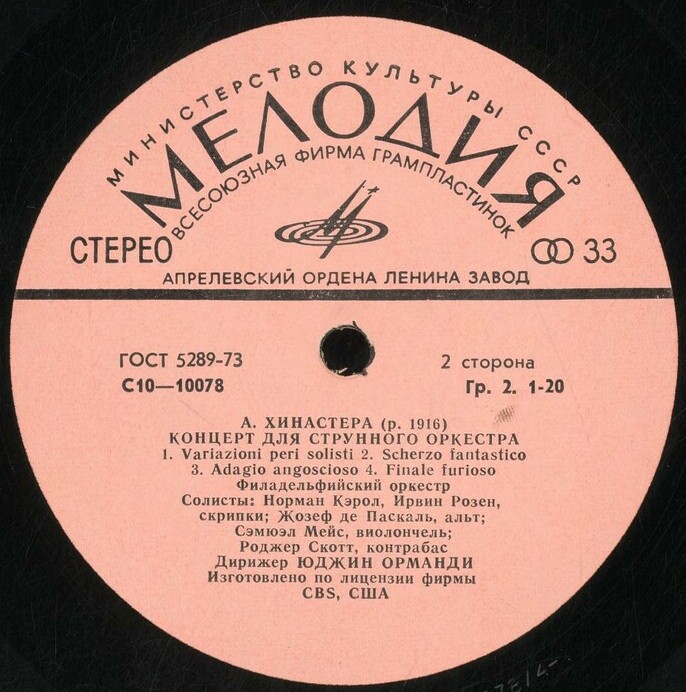 МИНИСТЕРСТВО КУЛЬТУРЫ СССР
МЕЛОДИЯ
ВСЕСОЮЗНАЯ ФИРМА ГРАМПЛАСТИНОК
СТЕРЕО
33
АПРЕЛЕВСКИЙ ОРДЕНА ЛЕНИНА ЗАВОД
ГОСТ 5289-73
2 сторона
С10—10078
Гр. 2. 1-20
А. ХИНАСТЕРА (р. 1916)
КОНЦЕРТ ДЛЯ СТРУННОГО ОРКЕСТРА
1. Variazioni peri solisti 2. Scherzo fantastico
3. Adagio angoscioso 4. Finale furioso
Филадельфийский оркестр
Солисты: Норман Кэрол, Ирвин Розен,
скрипки; Жозеф де Паскаль, альт;
Сэмюэл Мейс, виолончель;
Роджер Скотт, контрабас
Дирижер ЮДЖИН ОРМАНДИ
Изготовлено по лицензии фирмы
CBS, США